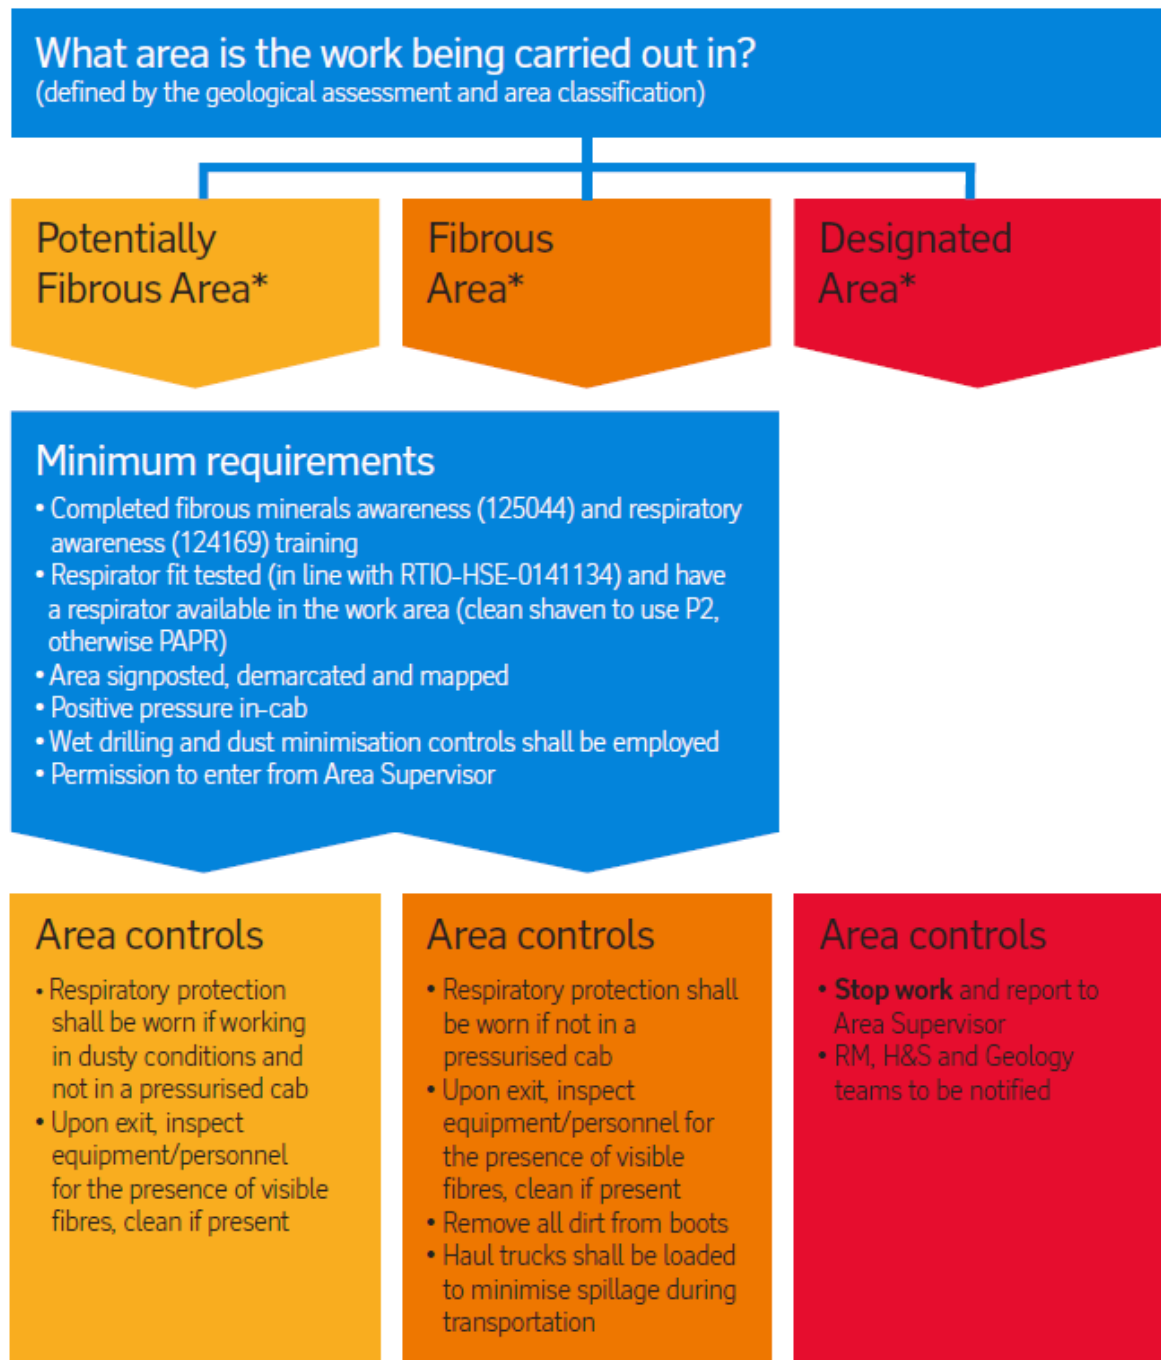 What area is the work being carried out in?
(defined by the geological assessment and area classification)
Potentially
Fibrous Area*
Fibrous
Area*
Designated
Area*
Minimum requirements
• Completed fibrous minerals awareness (125044) and respiratory
awareness (124169) training
• Respirator fit tested (in line with RTIO-HSE-0141134) and have
a respirator available in the work area (clean shaven to use P2,
otherwise PAPR)
• Area signposted, demarcated and mapped
• Positive pressure in-cab
• Wet drilling and dust minimisation controls shall be employed
• Permission to enter from Area Supervisor
Area controls
• Respiratory protection
shall be worn if working
in dusty conditions and
not in a pressurised cab
• Upon exit, inspect
equipment/personnel
for the presence of visible
fibres, clean if present
Area controls
• Respiratory protection shall
be worn if not in a
pressurised cab
• Upon exit, inspect
equipment/personnel for
the presence of visible
fibres, clean if present
• Remove all dirt from boots
• Haul trucks shall be loaded
to minimise spillage during
transportation
Area controls
• Stop work and report to
Area Supervisor
• RM, H&S and Geology
teams to be notified